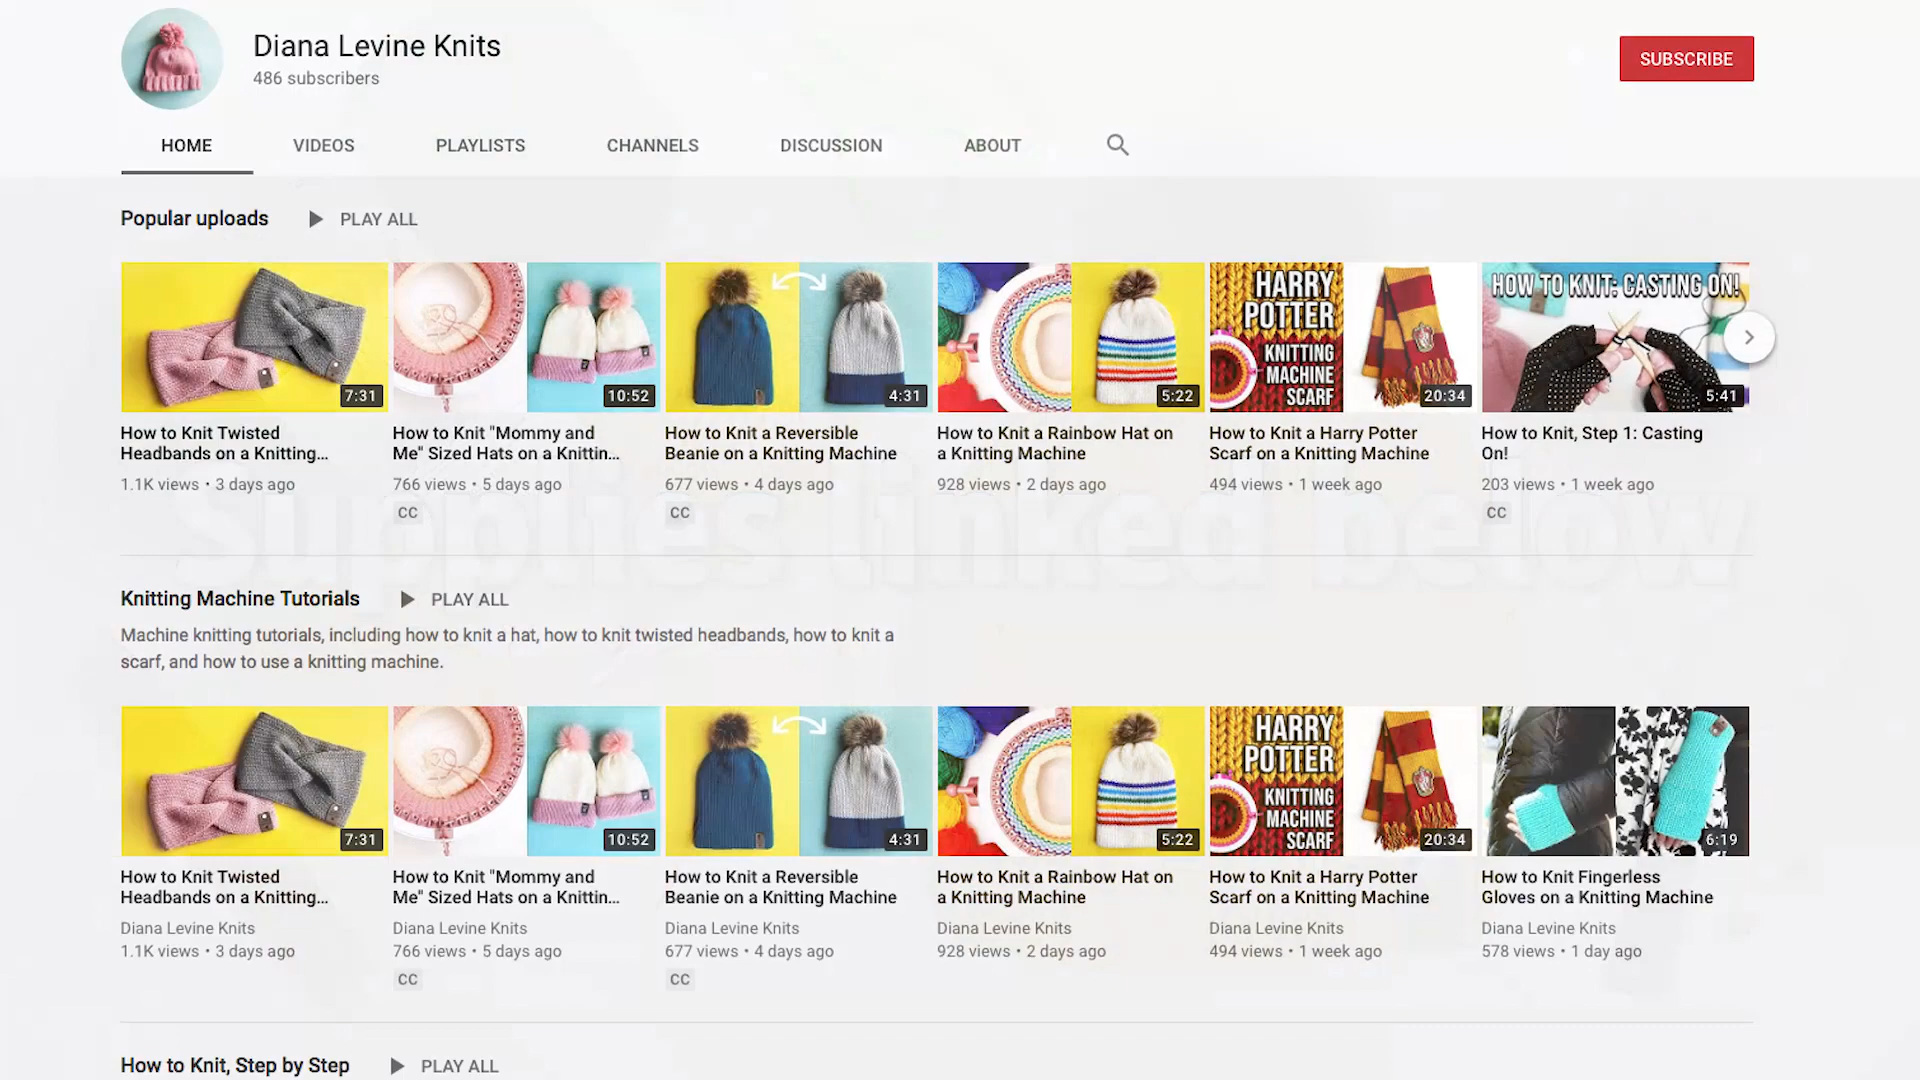 Diana Levine Knits
486 subscribers
SUBSCRIBE
HOME VIDEOS PLAYLISTS CHANNELS DISCUSSION ABOUT
Popular uploads PLAY ALL
HARRY
POTTER
KNITTING
MACHINE
SCARF
HOW TO KNIT: CASTING ON!
7:31 10:52 4:31 5:22 20:34 5:41
How to Knit Twisted
Headbands on a Knitting...
1.1K views • 3 days ago
How to Knit "Mommy and
Me" Sized Hats on a Knittin...
766 views • 5 days ago
CC
How to Knit a Reversible
Beanie on a Knitting Machine
677 views • 4 days ago
CC
How to Knit a Rainbow Hat on
a Knitting Machine
928 views • 2 days ago
How to Knit a Harry Potter
Scarf on a Knitting Machine
494 views • 1 week ago
How to Knit, Step 1: Casting
On!
203 views • 1 week ago
CC
Supplies linked below
Knitting Machine Tutorials PLAY ALL
Machine knitting tutorials, including how to knit a hat, how to knit twisted headbands, how to knit a
scarf, and how to use a knitting machine.
HARRY
POTTER
KNITTING
MACHINE
SCARF
7:31 10:52 4:31 5:22 20:34 6:19
How to Knit Twisted
Headbands on a Knitting...
Diana Levine Knits
1.1K views • 3 days ago
How to Knit "Mommy and
Me" Sized Hats on a Knittin...
Diana Levine Knits
766 views • 5 days ago
CC
How to Knit a Reversible
Beanie on a Knitting Machine
Diana Levine Knits
677 views • 4 days ago
CC
How to Knit a Rainbow Hat on
a Knitting Machine
Diana Levine Knits
928 views • 2 days ago
How to Knit a Harry Potter
Scarf on a Knitting Machine
Diana Levine Knits
494 views • 1 week ago
How to Knit Fingerless
Gloves on a Knitting Machine
Diana Levine Knits
578 views • 1 day ago
How to Knit, Step by Step PLAY ALL